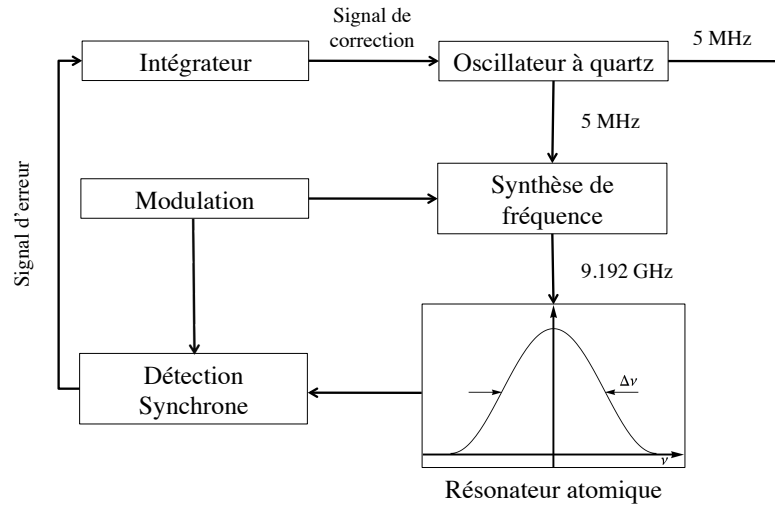 Signal de
correction
5 MHz
Intégrateur
Oscillateur à quartz
5 MHz
Signal d'erreur
Modulation
Synthèse de
fréquence
9.192 GHz
Détection
Synchrone
Δν
ν
Résonateur atomique